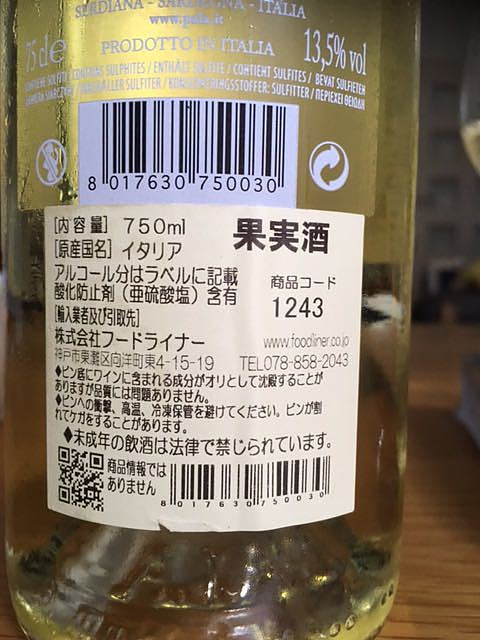 SERDIANA - SARDEGNA - ITALIA
www.pala.it
75 cl e
PRODOTTO IN ITALIA
13,5% vol
CONTIENE SOLFITI / CONTAINS SULPHITES / ENTHÄLT SULFITE / CONTIENT SULFITES / BEVAT SULFIETEN
8 017630 750030
[内 容 量] 750ml
果実酒
[原産国名] イタリア
アルコール分はラベルに記載
酸化防止剤（亜硫酸塩）含有
商品コード
1243
[輸入業者及び引取先]
株式会社フードライナー
www.foodliner.co.jp
神戸市東灘区向洋町東4-15-19 TEL078-858-2043
◆ビン底にワインに含まれる成分がオリとして沈殿することが
ありますが品質には問題ありません。
◆ビンへの衝撃、高温、冷凍保管を避けてください。ビンが割
れてケガをすることがあります。
◆未成年の飲酒は法律で禁じられています。
商品情報では
ありません
8 017630 750030